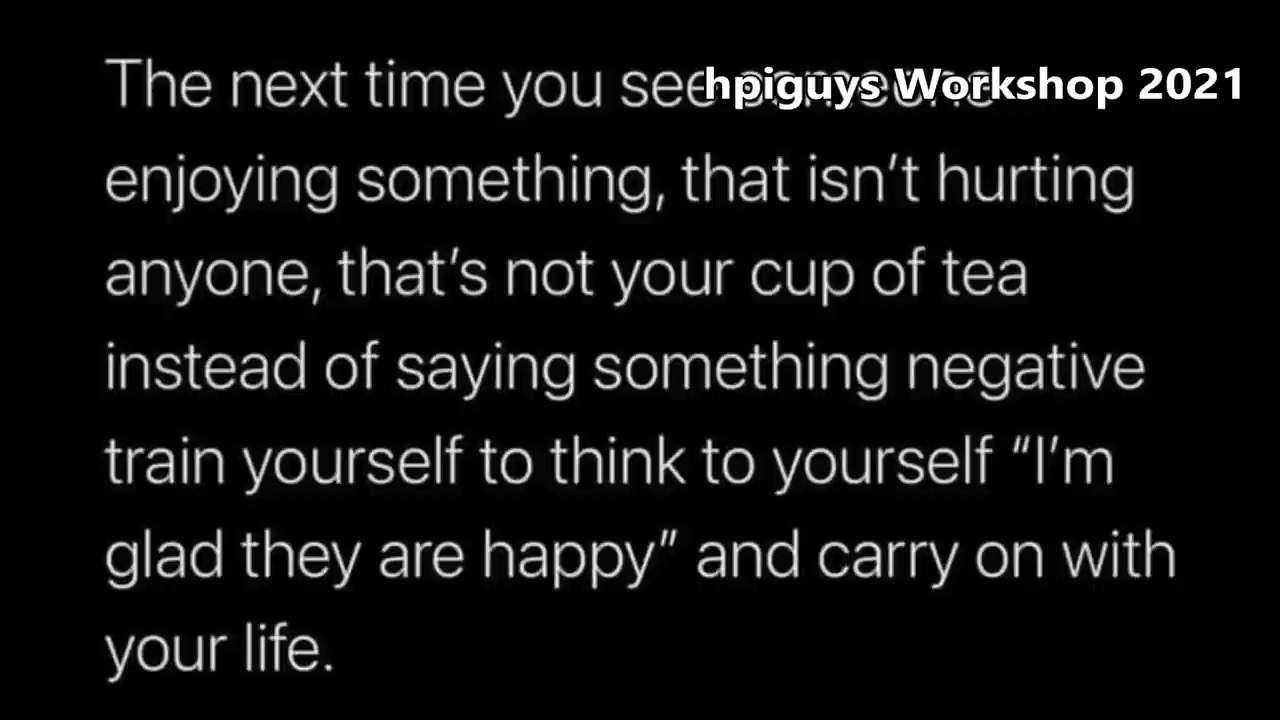 The next time you see someone
hpiguys Workshop 2021
enjoying something, that isn’t hurting
anyone, that’s not your cup of tea
instead of saying something negative
train yourself to think to yourself “I’m
glad they are happy” and carry on with
your life.